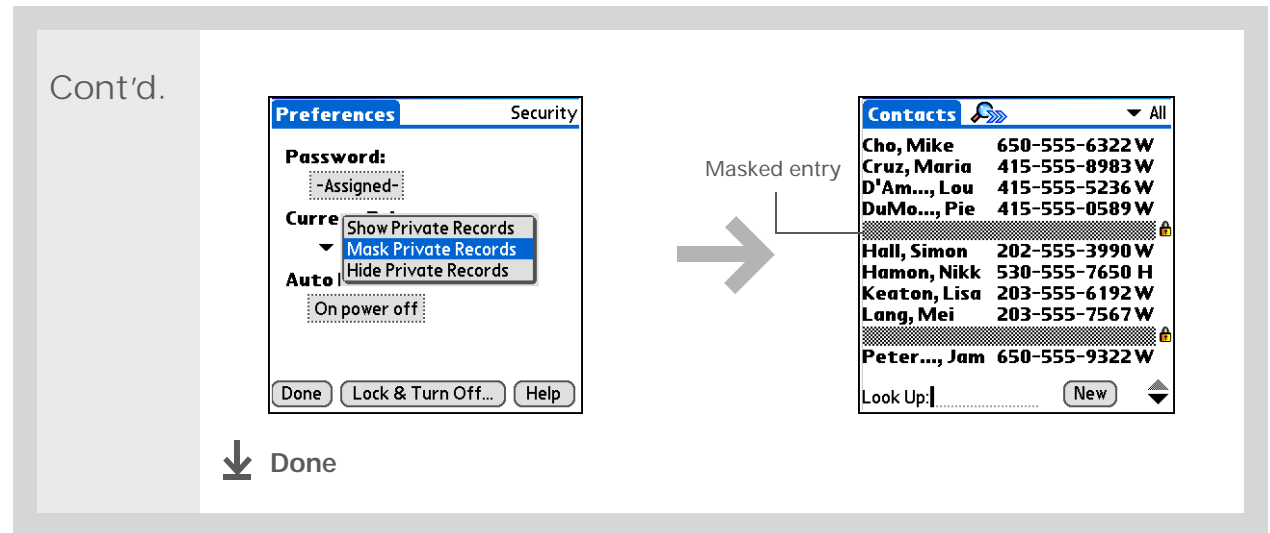 Cont'd.
Preferences Security
Password:
-Assigned-
Curre
Show Private Records
Mask Private Records
Hide Private Records
Auto
On power off
Done Lock & Turn Off... Help
Masked entry
Contacts All
Cho, Mike 650-555-6322 W
Cruz, Maria 415-555-8983 W
D'Am..., Lou 415-555-5236 W
DuMo..., Pie 415-555-0589 W
Hall, Simon 202-555-3990 W
Hamon, Nikk 530-555-7650 H
Keaton, Lisa 203-555-6192 W
Lang, Mei 203-555-7567 W
Peter..., Jam 650-555-9322 W
Look Up: New
Done